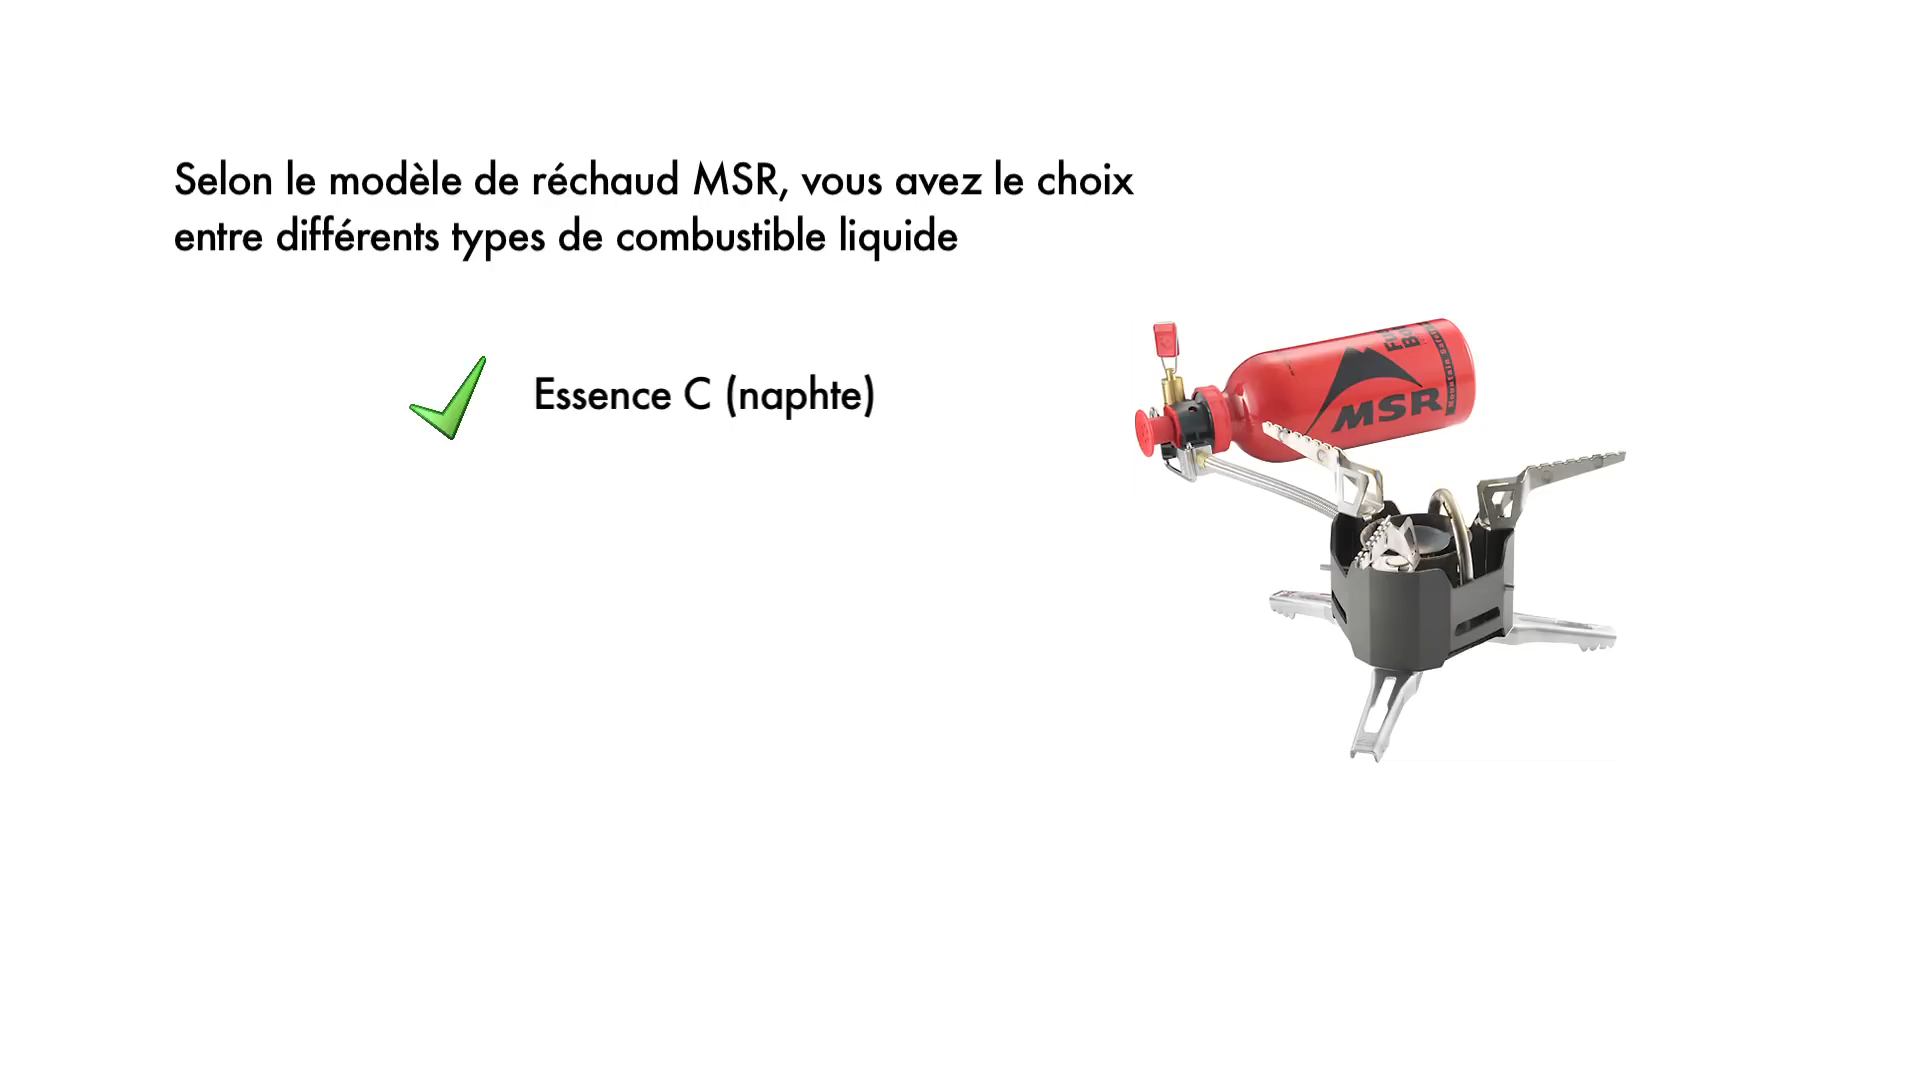 Selon le modèle de réchaud MSR, vous avez le choix
entre différents types de combustible liquide
Essence C (naphte)
MSR